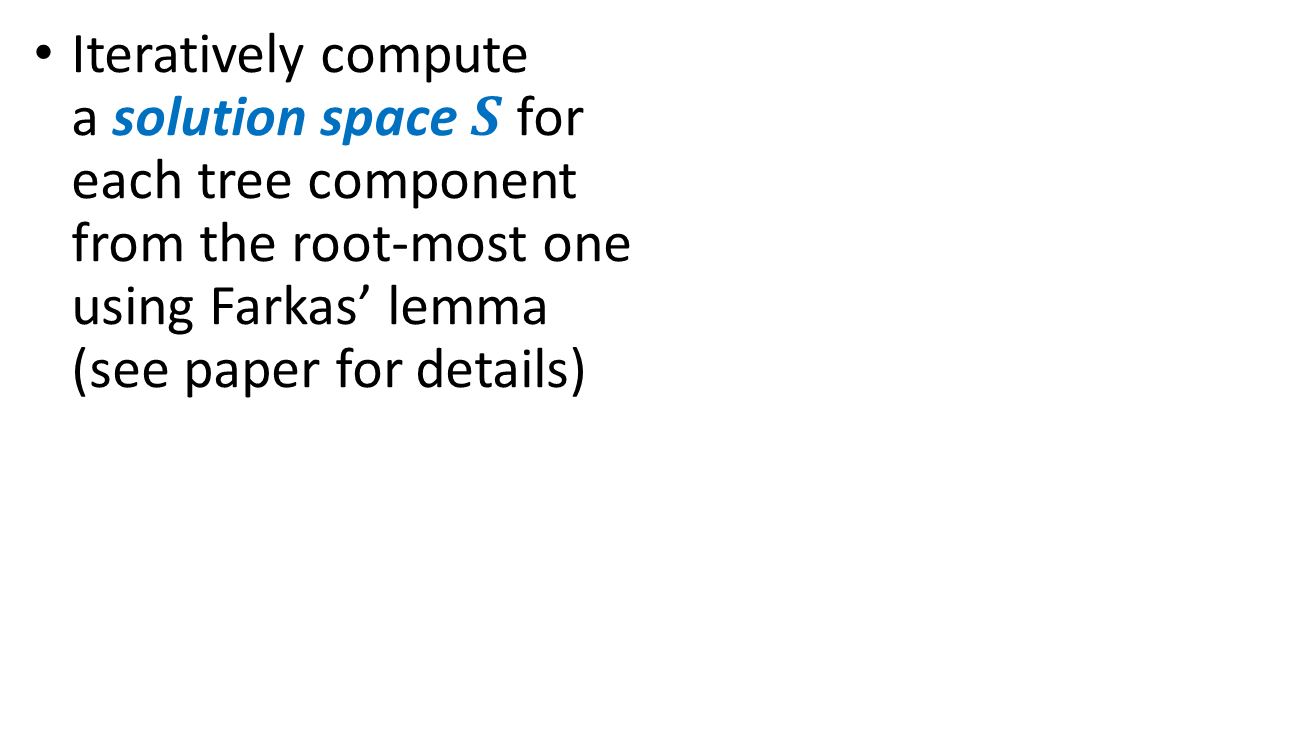 • Iteratively compute
a solution space S for
each tree component
from the root-most one
using Farkas’ lemma
(see paper for details)